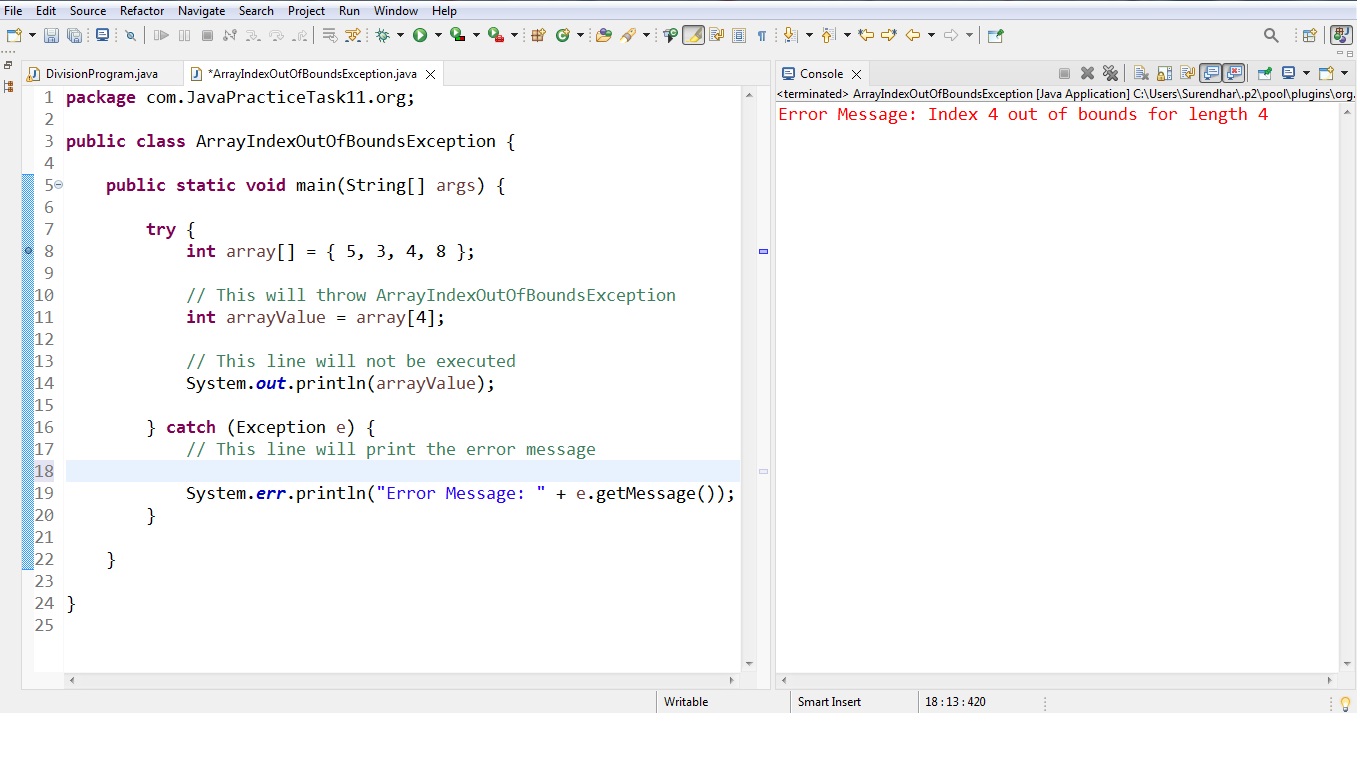 File Edit Source Refactor Navigate Search Project Run Window Help
DivisionProgram.java *ArrayIndexOutOfBoundsException.java
1 package com.JavaPracticeTask11.org;
2
3 public class ArrayIndexOutOfBoundsException {
4
5 public static void main(String[] args) {
6
7 try {
8 int array[] = { 5, 3, 4, 8 };
9
10 // This will throw ArrayIndexOutOfBoundsException
11 int arrayValue = array[4];
12
13 // This line will not be executed
14 System.out.println(arrayValue);
15
16 } catch (Exception e) {
17 // This line will print the error message
18
19 System.err.println("Error Message: " + e.getMessage());
20 }
21
22 }
23
24 }
25
Console
<terminated> ArrayIndexOutOfBoundsException [Java Application] C:\Users\Surendhar\.p2\pool\plugins\org.
Error Message: Index 4 out of bounds for length 4
Writable Smart Insert 18 : 13 : 420